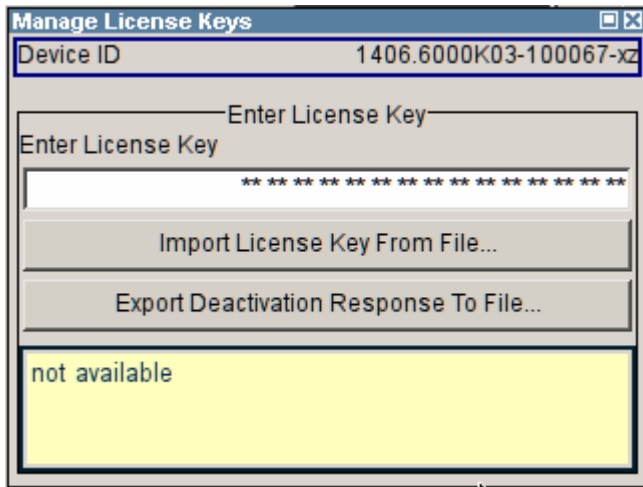 Manage License Keys
Device ID 1406.6000K03-100067-xz
Enter License Key
Enter License Key
** ** ** ** ** ** ** ** ** ** ** ** ** ** **
Import License Key From File...
Export Deactivation Response To File...
not available